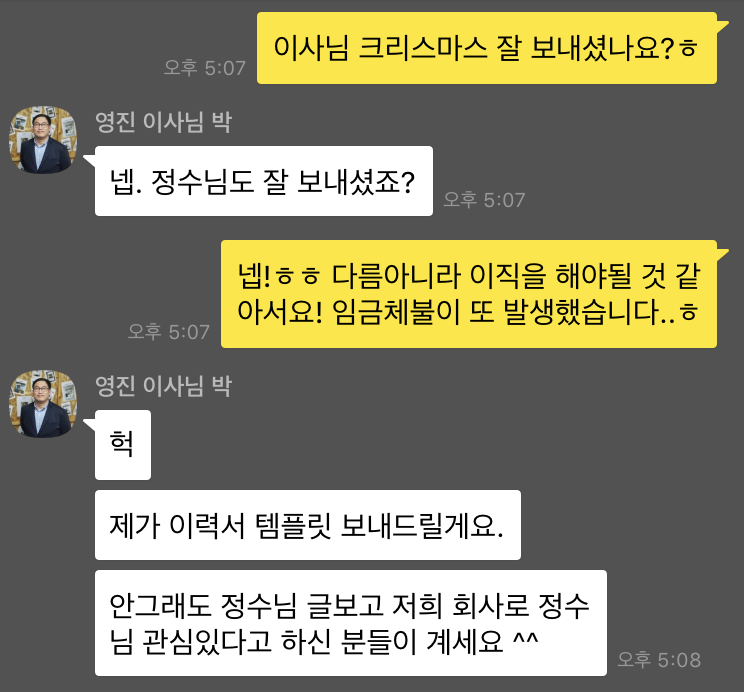 이사님 크리스마스 잘 보내셨나요?ㅎ
오후 5:07
영진 이사님 박
넵. 정수님도 잘 보내셨죠?
오후 5:07
넵!ㅎㅎ 다름아니라 이직을 해야될 것 같
아서요! 임금체불이 또 발생했습니다..ㅎ
오후 5:07
영진 이사님 박
헉
제가 이력서 템플릿 보내드릴게요.
안그래도 정수님 글보고 저희 회사로 정수
님 관심있다고 하신 분들이 계세요 ^^
오후 5:08